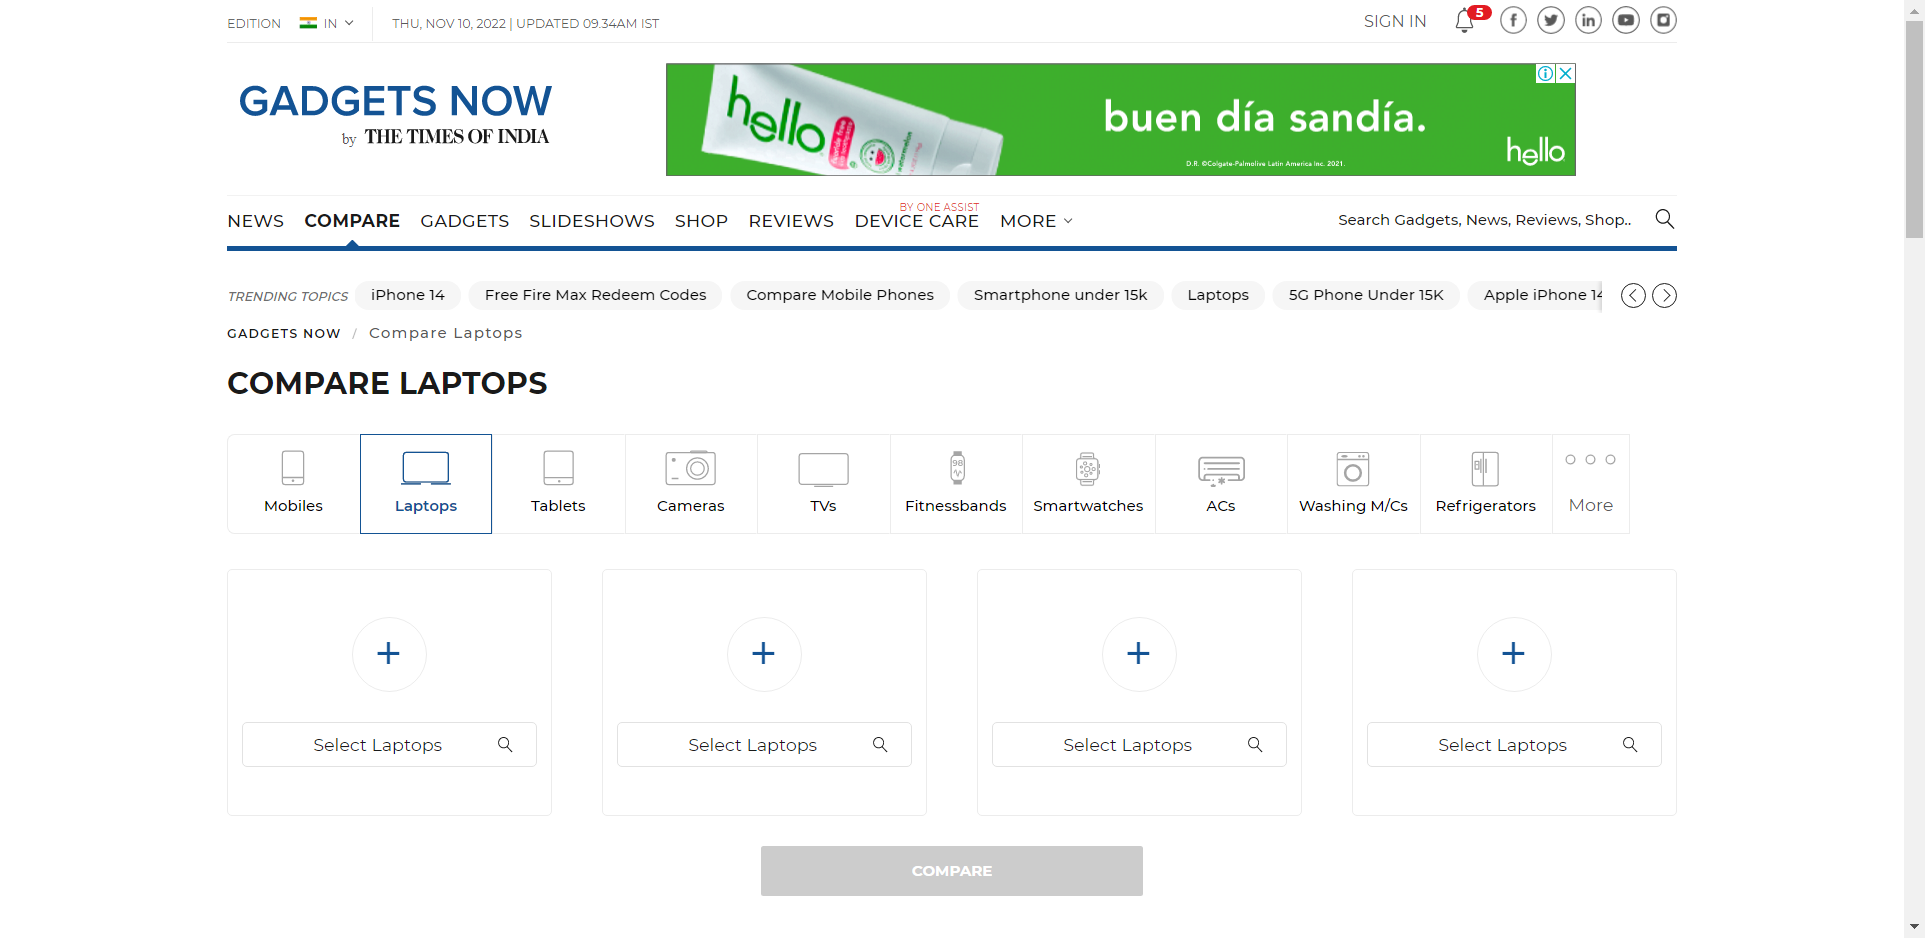 EDITION IN THU, NOV 10, 2022 | UPDATED 09.34AM IST SIGN IN 5
GADGETS NOW
by THE TIMES OF INDIA
hello
buen día sandía.
hello
D.R. ©Colgate-Palmolive Latin America Inc. 2021.
BY ONE ASSIST
NEWS COMPARE GADGETS SLIDESHOWS SHOP REVIEWS DEVICE CARE MORE Search Gadgets, News, Reviews, Shop..
TRENDING TOPICS iPhone 14 Free Fire Max Redeem Codes Compare Mobile Phones Smartphone under 15k Laptops 5G Phone Under 15K Apple iPhone 14
GADGETS NOW / Compare Laptops
COMPARE LAPTOPS
98
Mobiles Laptops Tablets Cameras TVs Fitnessbands Smartwatches ACs Washing M/Cs Refrigerators More
Select Laptops Select Laptops Select Laptops Select Laptops
COMPARE